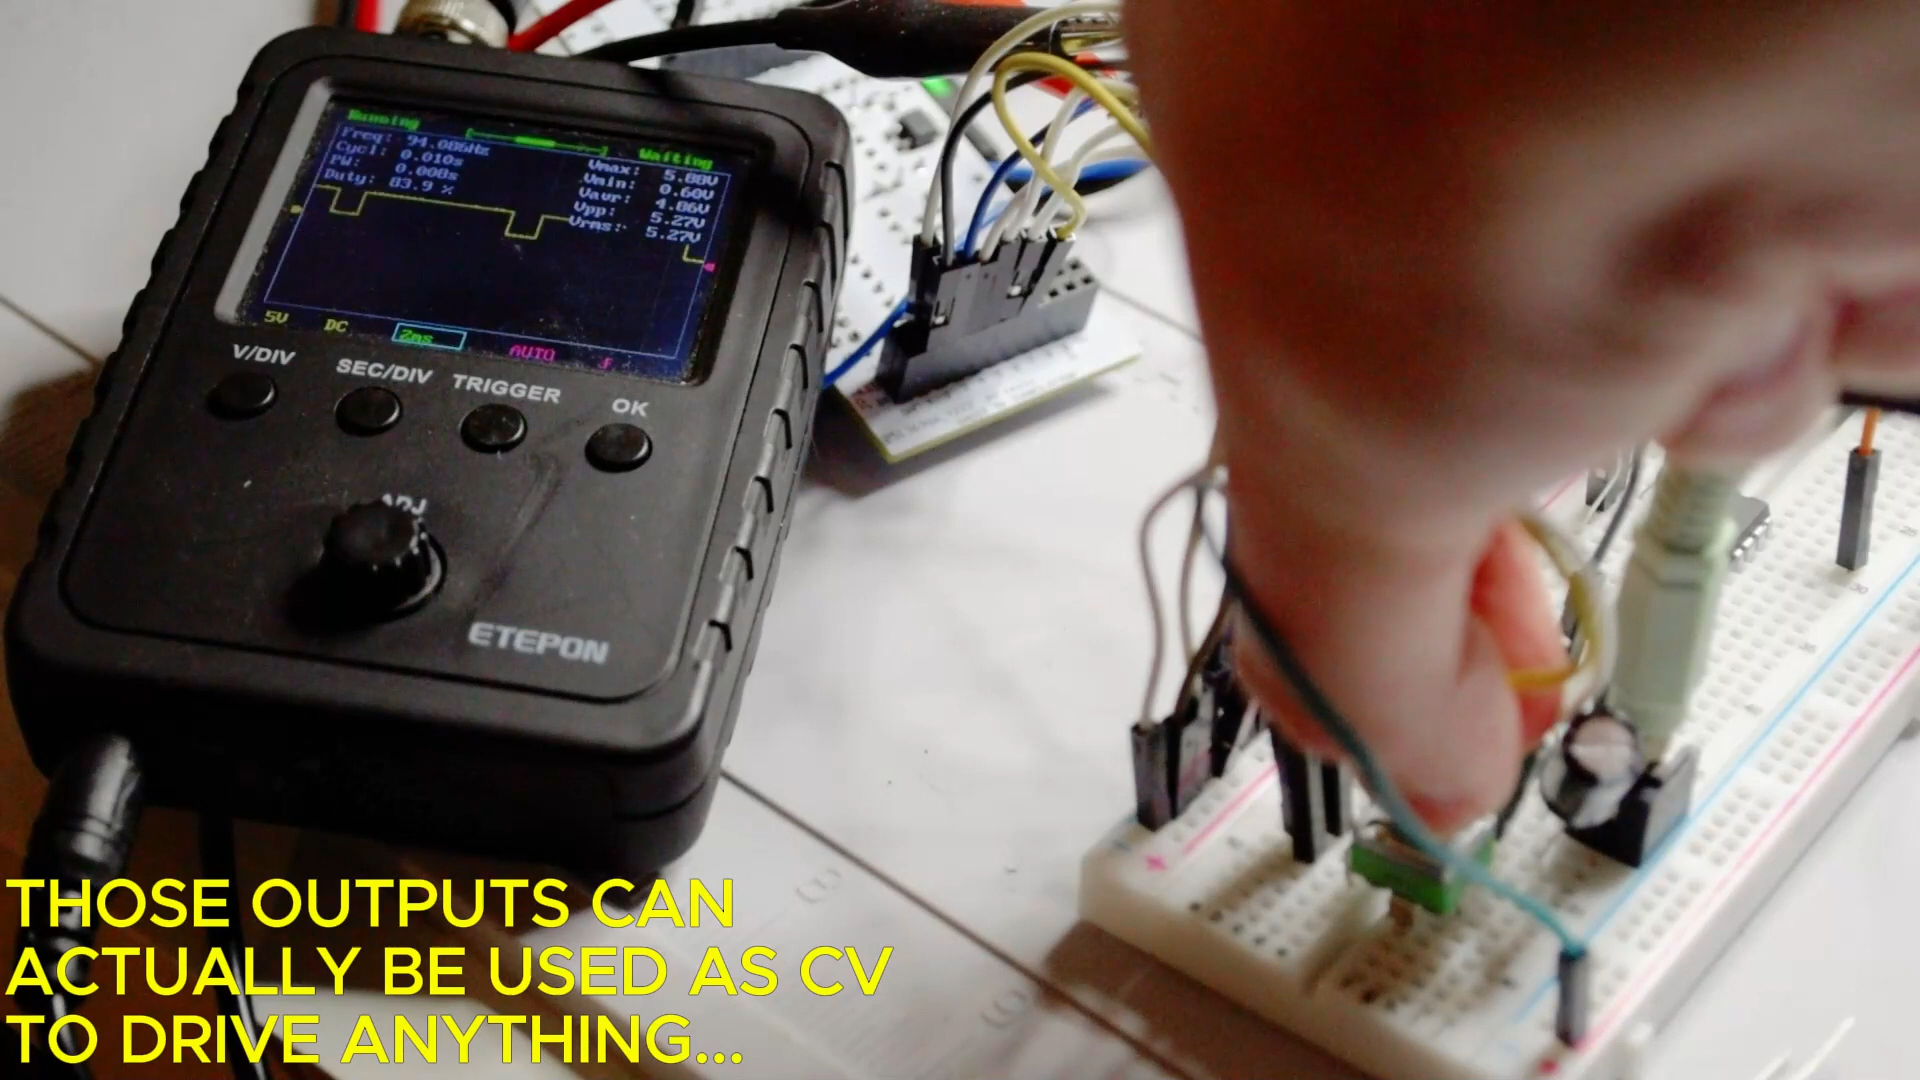 Running
Waiting
Freq: 94.086Hz
Cycl: 0.010s
PW: 0.008s
Duty: 83.9 %
Vmax: 5.88V
Vmin: 0.60V
Vavr: 4.86V
Vpp: 5.27V
Vrms: 5.27V
5V DC 2ms AUTO
V/DIV SEC/DIV TRIGGER OK
ADJ
ETEPON
THOSE OUTPUTS CAN
ACTUALLY BE USED AS CV
TO DRIVE ANYTHING...